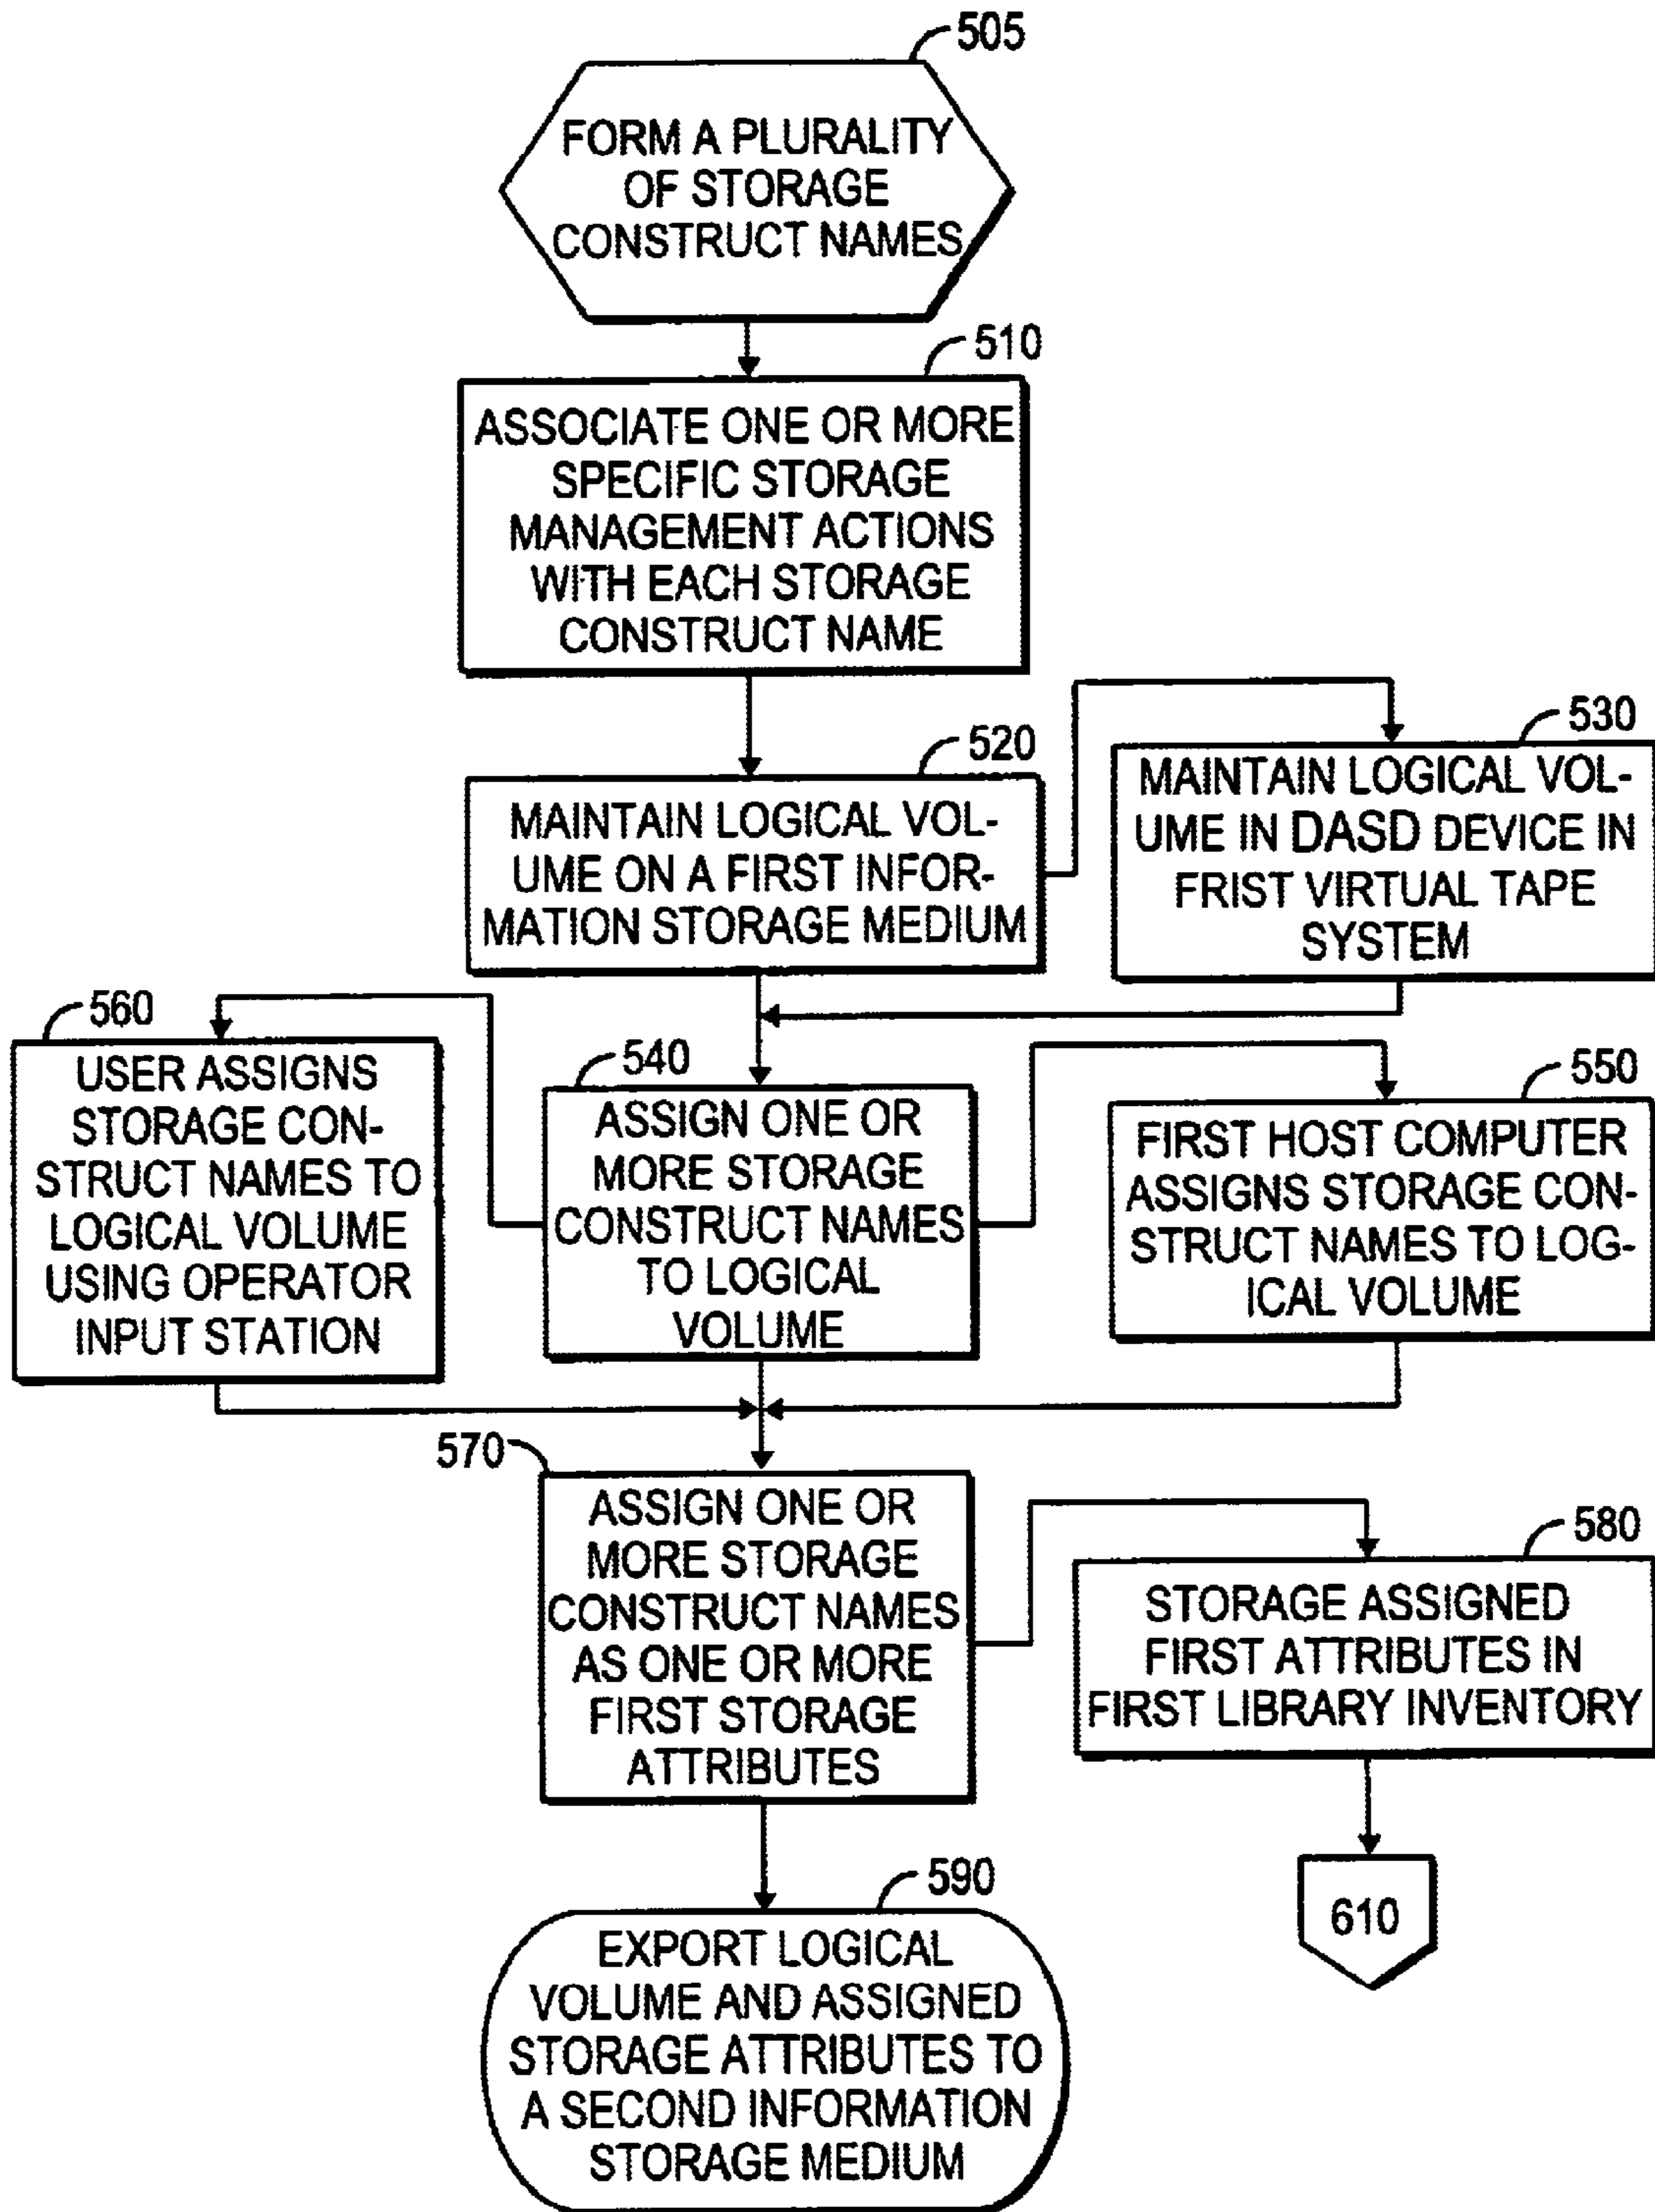 505
FORM A PLURALITY
OF STORAGE
CONSTRUCT NAMES
510
ASSOCIATE ONE OR MORE
SPECIFIC STORAGE
MANAGEMENT ACTIONS
WITH EACH STORAGE
CONSTRUCT NAME
520
MAINTAIN LOGICAL VOL-
UME ON A FIRST INFOR-
MATION STORAGE MEDIUM
530
MAINTAIN LOGICAL VOL-
UME IN DASD DEVICE IN
FRIST VIRTUAL TAPE
SYSTEM
560
USER ASSIGNS
STORAGE CON-
STRUCT NAMES TO
LOGICAL VOLUME
USING OPERATOR
INPUT STATION
540
ASSIGN ONE OR
MORE STORAGE
CONSTRUCT NAMES
TO LOGICAL
VOLUME
550
FIRST HOST COMPUTER
ASSIGNS STORAGE CON-
STRUCT NAMES TO LOG-
ICAL VOLUME
570
ASSIGN ONE OR
MORE STORAGE
CONSTRUCT NAMES
AS ONE OR MORE
FIRST STORAGE
ATTRIBUTES
580
STORAGE ASSIGNED
FIRST ATTRIBUTES IN
FIRST LIBRARY INVENTORY
610
590
EXPORT LOGICAL
VOLUME AND ASSIGNED
STORAGE ATTRIBUTES TO
A SECOND INFORMATION
STORAGE MEDIUM